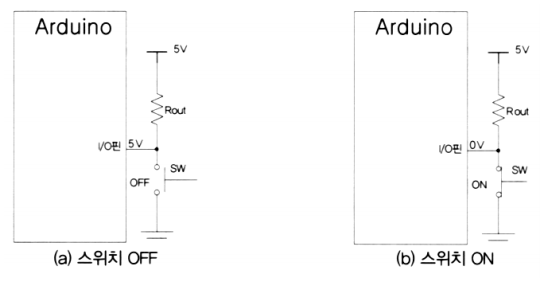 Arduino
5V
Rout
I/O핀 5V
SW
OFF
(a) 스위치 OFF
Arduino
5V
Rout
I/O핀 0V
SW
ON
(b) 스위치 ON